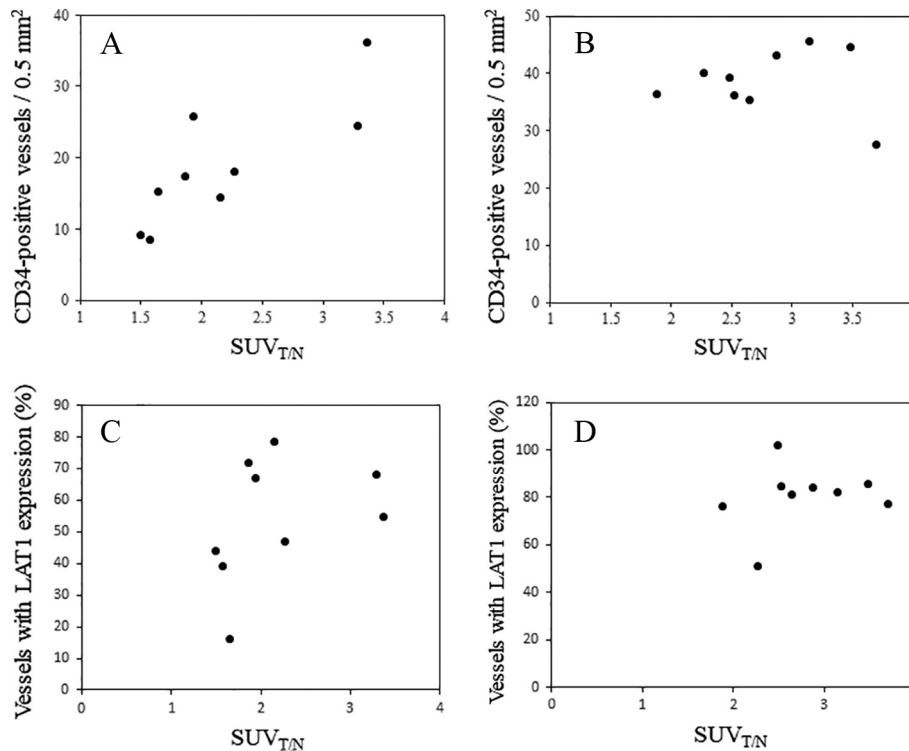 A
CD34-positive vessels / 0.5 mm²
40
30
20
10
0
1 1.5 2 2.5 3 3.5 4
SUVT/N
B
CD34-positive vessels / 0.5 mm²
50
40
30
20
10
0
1 1.5 2 2.5 3 3.5
SUVT/N
C
Vessels with LAT1 expression (%)
90
80
70
60
50
40
30
20
10
0
0 1 2 3 4
SUVT/N
D
Vessels with LAT1 expression (%)
120
100
80
60
40
20
0
0 1 2 3
SUVT/N